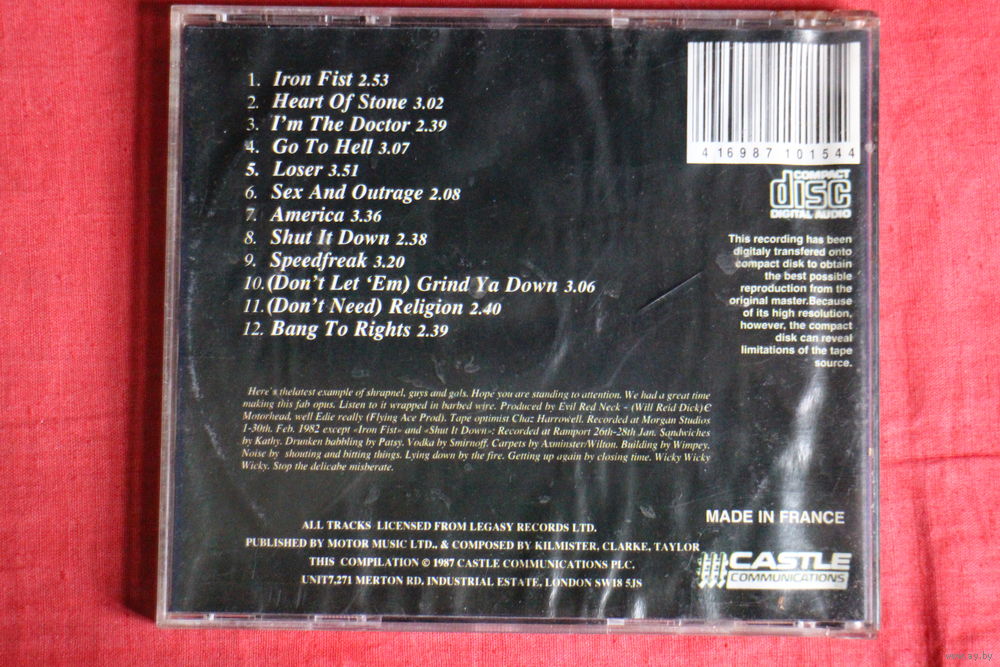 1. Iron Fist 2.53
2. Heart Of Stone 3.02
3. I'm The Doctor 2.39
4. Go To Hell 3.07
5. Loser 3.51
6. Sex And Outrage 2.08
7. America 3.36
8. Shut It Down 2.38
9. Speedfreak 3.20
10. (Don't Let ‘Em) Grind Ya Down 3.06
11. (Don't Need) Religion 2.40
12. Bang To Rights 2.39
4 16987 101544
COMPACT
disc
DIGITAL AUDIO
This recording has been
digitaly transfered onto
compact disk to obtain
the best possible
reproduction from the
original master.Because
of its high resolution,
however, the compact
disk can reveal
limitations of the tape
source.
Here's thelatest example of shrapnel, guys and gals. Hope you are standing to attention. We had a great time
making this fab opus. Listen to it wrapped in barbed wire. Produced by Evil Red Neck - (Will Reid Dick)€
Motorhead, well Edie really (Flying Ace Prod). Tape optimist Chaz Harrowell. Recorded at Morgan Studios
1-30th. Feb. 1982 except «Iron Fist» and «Shut It Down»: Recorded at Ramport 26th-28th Jan. Sandwiches
by Kathy. Drunken babbling by Patsy. Vodka by Smirnoff. Carpets by Axminster/Wilton. Building by Wimpey.
Noise by shouting and hitting things. Lying down by the fire. Getting up again by closing time. Wicky Wicky
Wicky. Stop the delicabe misberate.
ALL TRACKS LICENSED FROM LEGASY RECORDS LTD.
PUBLISHED BY MOTOR MUSIC LTD., & COMPOSED BY KILMISTER, CLARKE, TAYLOR
THIS COMPILATION © 1987 CASTLE COMMUNICATIONS PLC.
UNIT7,271 MERTON RD, INDUSTRIAL ESTATE, LONDON SW18 5JS
MADE IN FRANCE
CASTLE
COMMUNICATIONS